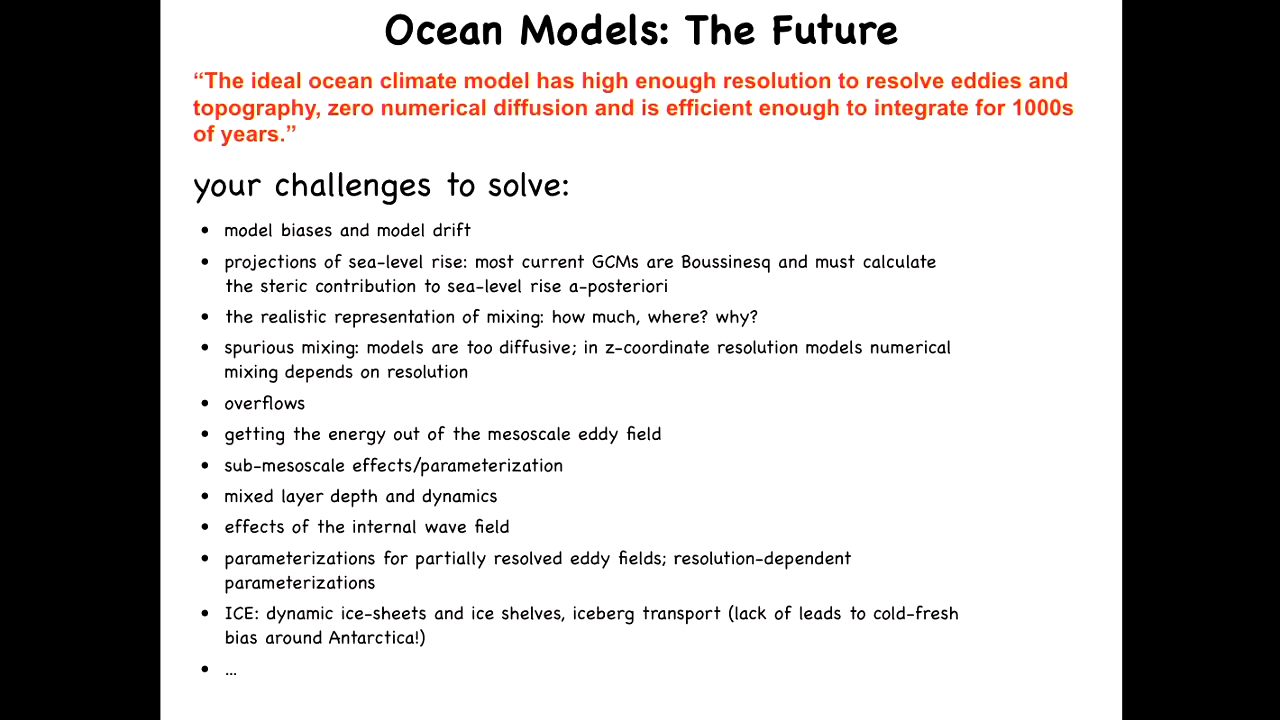 Ocean Models: The Future
“The ideal ocean climate model has high enough resolution to resolve eddies and
topography, zero numerical diffusion and is efficient enough to integrate for 1000s
of years.”
your challenges to solve:
• model biases and model drift
• projections of sea-level rise: most current GCMs are Boussinesq and must calculate
the steric contribution to sea-level rise a-posteriori
• the realistic representation of mixing: how much, where? why?
• spurious mixing: models are too diffusive; in z-coordinate resolution models numerical
mixing depends on resolution
• overflows
• getting the energy out of the mesoscale eddy field
• sub-mesoscale effects/parameterization
• mixed layer depth and dynamics
• effects of the internal wave field
• parameterizations for partially resolved eddy fields; resolution-dependent
parameterizations
• ICE: dynamic ice-sheets and ice shelves, iceberg transport (lack of leads to cold-fresh
bias around Antarctica!)
• ...